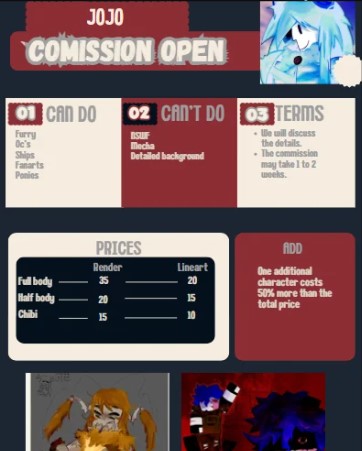 JOJO
COMISSION OPEN
01 CAN DO
Furry
Oc's
Ships
Fanarts
Ponies
02 CAN'T DO
NSWF
Mecha
Detailed background
03 TERMS
• We will discuss
the details.
• The commission
may take 1 to 2
weeks.
PRICES
Render Lineart
Full body 35 20
Half body 20 15
Chibi 15 10
ADD
One additional
character costs
50% more than the
total price